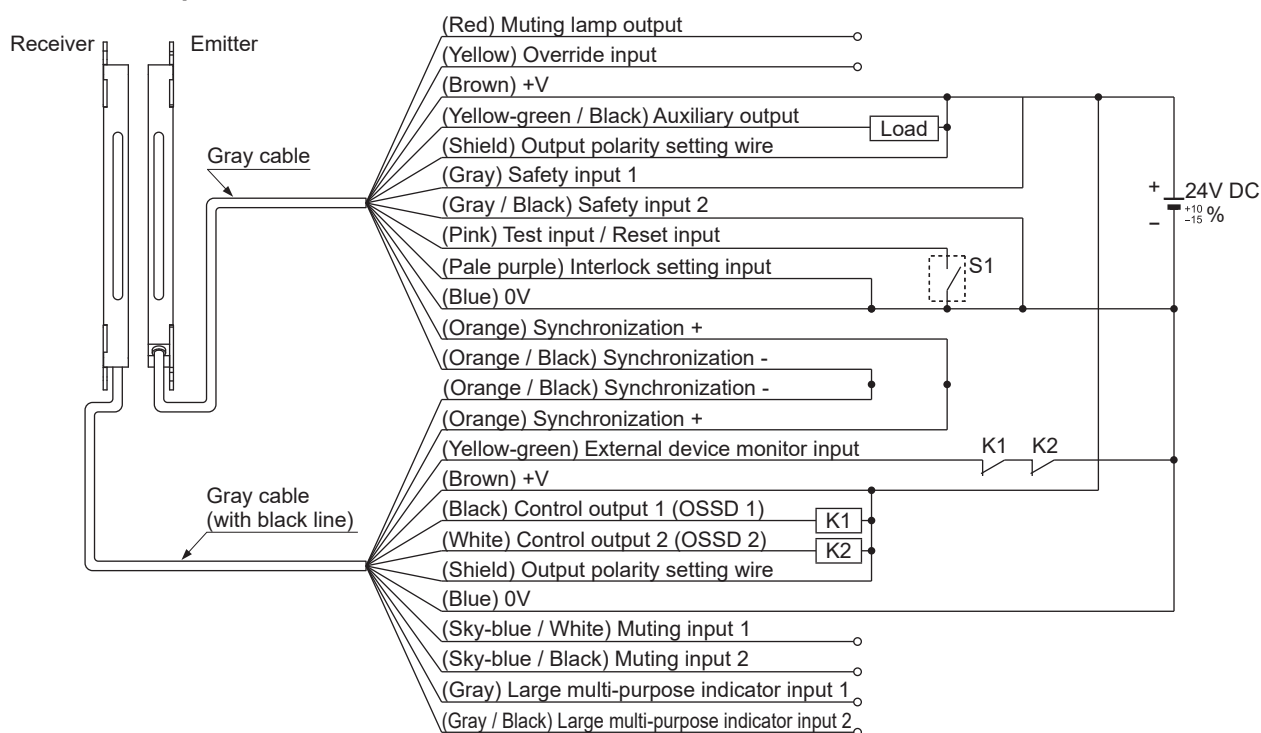 Receiver
Emitter
(Red) Muting lamp output
(Yellow) Override input
(Brown) +V
(Yellow-green / Black) Auxiliary output
Load
(Shield) Output polarity setting wire
Gray cable
(Gray) Safety input 1
(Gray / Black) Safety input 2
+
24V DC
+10
-15 %
−
(Pink) Test input / Reset input
(Pale purple) Interlock setting input
S1
(Blue) 0V
(Orange) Synchronization +
(Orange / Black) Synchronization -
(Orange / Black) Synchronization -
(Orange) Synchronization +
(Yellow-green) External device monitor input
K1
K2
(Brown) +V
Gray cable
(with black line)
(Black) Control output 1 (OSSD 1)
K1
(White) Control output 2 (OSSD 2)
K2
(Shield) Output polarity setting wire
(Blue) 0V
(Sky-blue / White) Muting input 1
(Sky-blue / Black) Muting input 2
(Gray) Large multi-purpose indicator input 1
(Gray / Black) Large multi-purpose indicator input 2